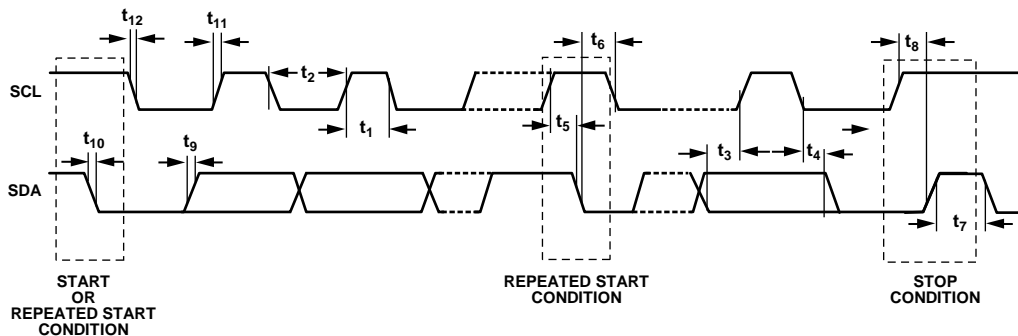 t12
t11
t6
t8
t2
SCL
t1
t5
t10
t9
t3
t4
SDA
t7
START
OR
REPEATED START
CONDITION
REPEATED START
CONDITION
STOP
CONDITION